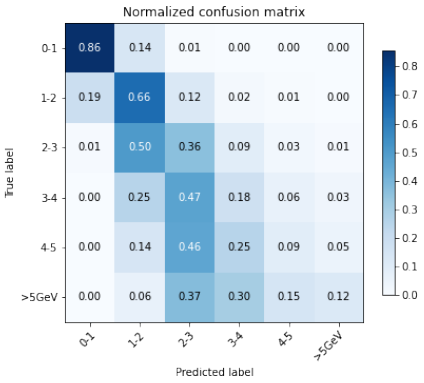 Normalized confusion matrix
0-1 0.86 0.14 0.01 0.00 0.00 0.00
1-2 0.19 0.66 0.12 0.02 0.01 0.00
2-3 0.01 0.50 0.36 0.09 0.03 0.01
3-4 0.00 0.25 0.47 0.18 0.06 0.03
4-5 0.00 0.14 0.46 0.25 0.09 0.05
>5GeV 0.00 0.06 0.37 0.30 0.15 0.12
0-1 1-2 2-3 3-4 4-5 >5GeV
Predicted label
True label
0.8
0.7
0.6
0.5
0.4
0.3
0.2
0.1
0.0